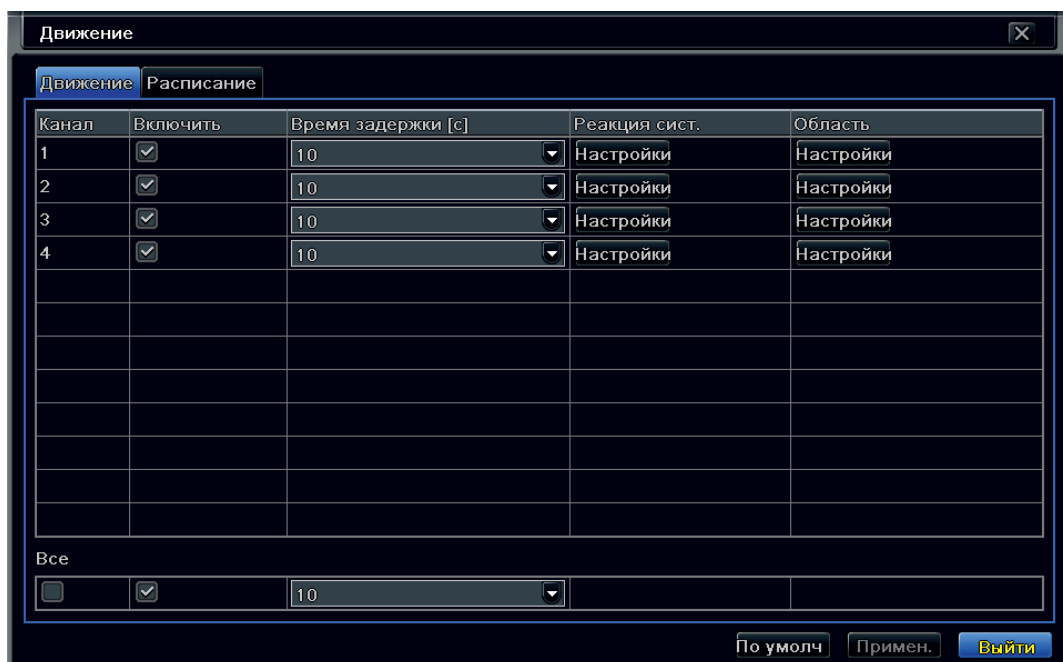 Движение
Движение Расписание
Канал Включить Время задержки [с] Реакция сист. Область
1 10 Настройки Настройки
2 10 Настройки Настройки
3 10 Настройки Настройки
4 10 Настройки Настройки
Все
10
По умолч Примен. Выйти